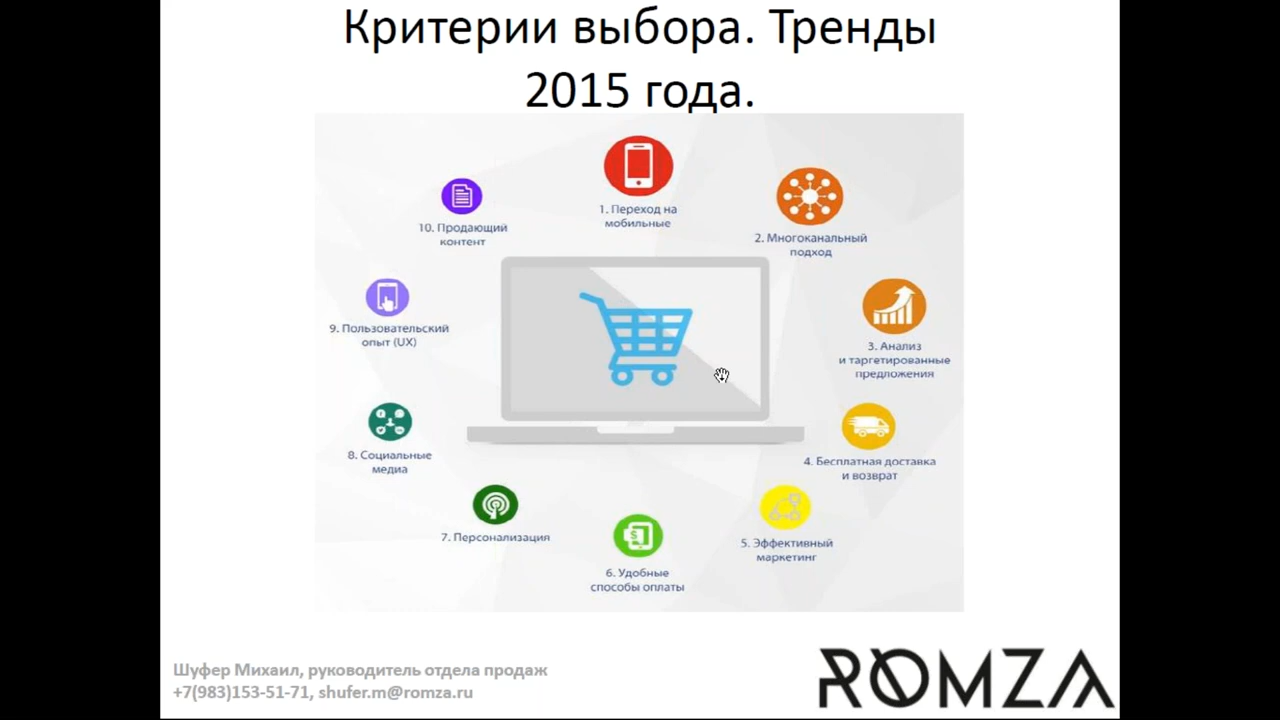 Критерии выбора. Тренды
2015 года.
1. Переход на
мобильные
2. Многоканальный
подход
3. Анализ
и таргетированные
предложения
4. Бесплатная доставка
и возврат
5. Эффективный
маркетинг
6. Удобные
способы оплаты
7. Персонализация
8. Социальные
медиа
9. Пользовательский
опыт (UX)
10. Продающий
контент
$
Шуфер Михаил, руководитель отдела продаж
+7(983)153-51-71, shufer.m@romza.ru
ROMZA